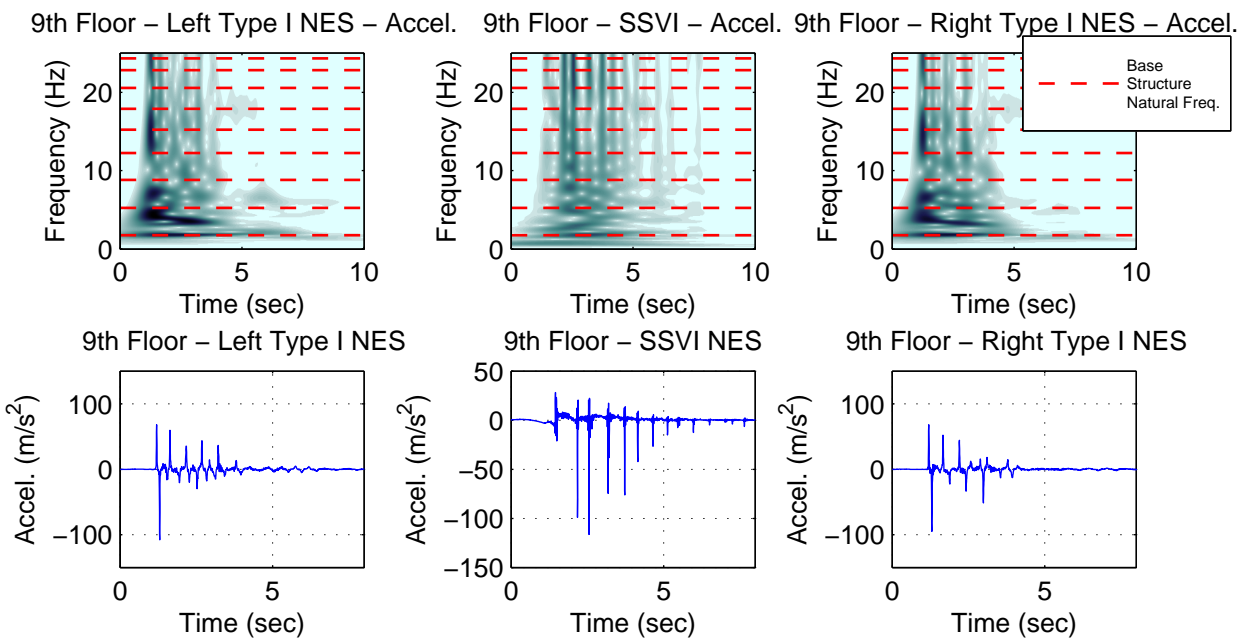 9th Floor – Left Type I NES – Accel.
9th Floor – SSVI – Accel.
9th Floor – Right Type I NES – Accel.
Base
Structure
Natural Freq.
Frequency (Hz)
20
10
0
0
5
10
Time (sec)
Frequency (Hz)
20
10
0
0
5
10
Time (sec)
Frequency (Hz)
20
10
0
0
5
10
Time (sec)
9th Floor – Left Type I NES
Accel. (m/s²)
100
0
−100
0
5
Time (sec)
9th Floor – SSVI NES
Accel. (m/s²)
50
0
−50
−100
−150
0
5
Time (sec)
9th Floor – Right Type I NES
Accel. (m/s²)
100
0
−100
0
5
Time (sec)